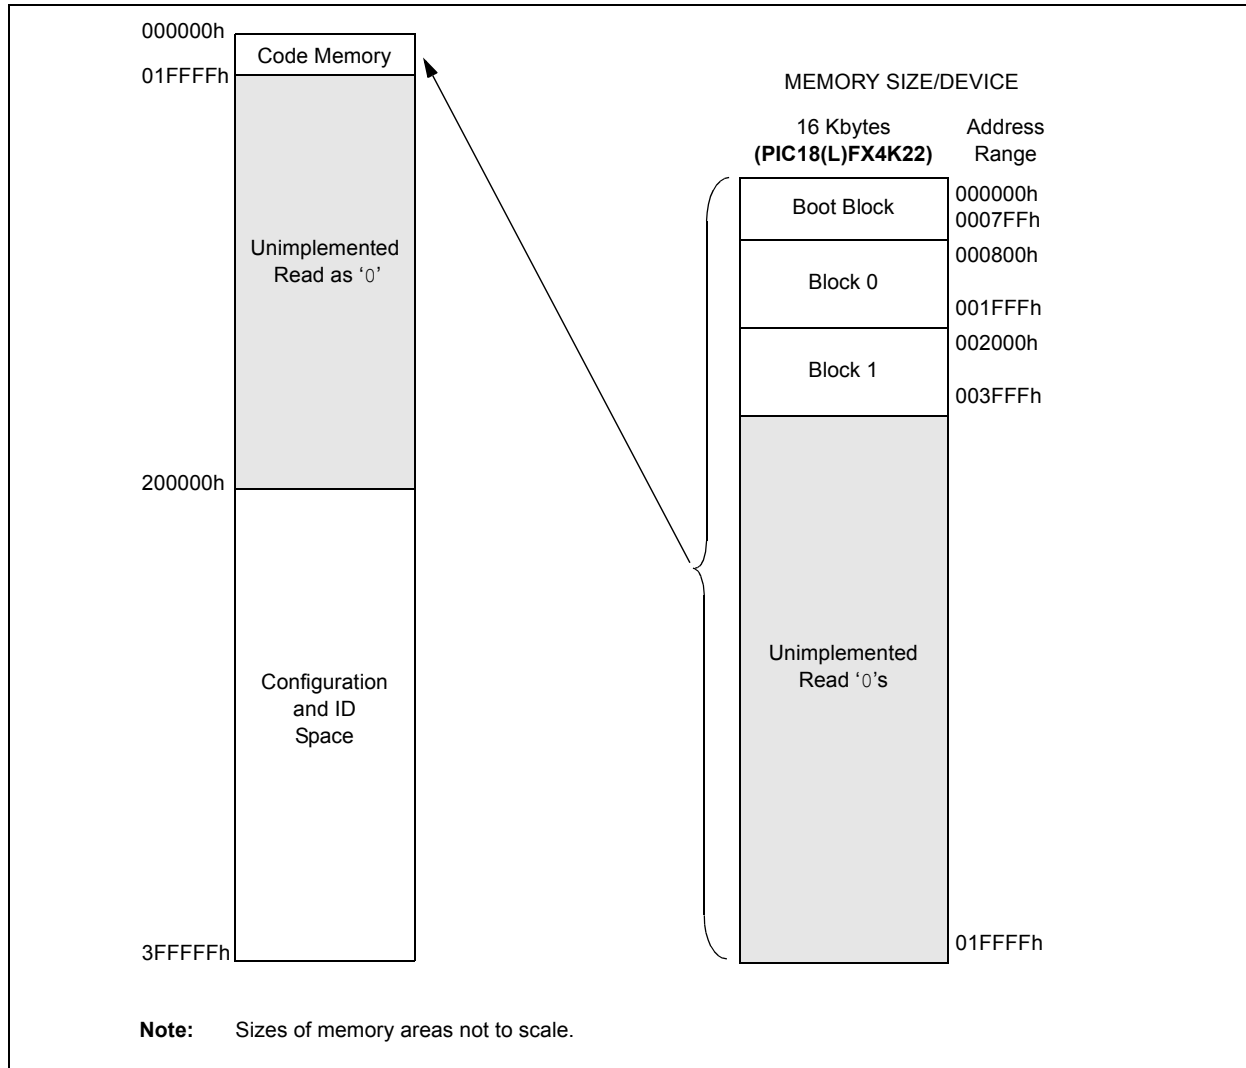 000000h
Code Memory
01FFFFh
Unimplemented
Read as ‘0’
200000h
Configuration
and ID
Space
3FFFFFh
MEMORY SIZE/DEVICE
16 Kbytes
(PIC18(L)FX4K22)
Address
Range
Boot Block
000000h
0007FFh
Block 0
000800h
001FFFh
Block 1
002000h
003FFFh
Unimplemented
Read ‘0’s
01FFFFh
Note: Sizes of memory areas not to scale.